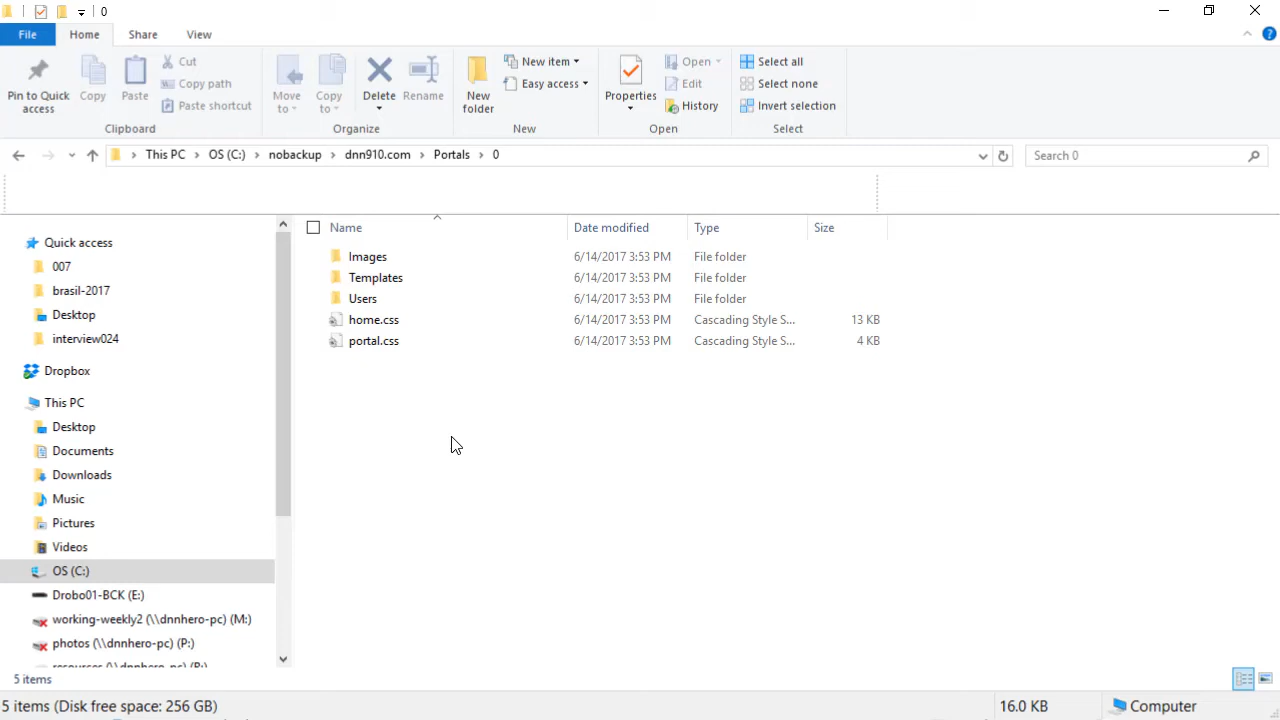 0
File Home Share View
Pin to Quick access
Copy
Paste
Cut
Copy path
Paste shortcut
Clipboard
Move to
Copy to
Delete
Rename
Organize
New folder
New item
Easy access
New
Properties
Open
Edit
History
Open
Select all
Select none
Invert selection
Select
This PC OS (C:) nobackup dnn910.com Portals 0
Search 0
Name Date modified Type Size
Images 6/14/2017 3:53 PM File folder
Templates 6/14/2017 3:53 PM File folder
Users 6/14/2017 3:53 PM File folder
home.css 6/14/2017 3:53 PM Cascading Style S... 13 KB
portal.css 6/14/2017 3:53 PM Cascading Style S... 4 KB
Quick access
007
brasil-2017
Desktop
interview024
Dropbox
This PC
Desktop
Documents
Downloads
Music
Pictures
Videos
OS (C:)
Drobo01-BCK (E:)
working-weekly2 (\\dnnhero-pc) (M:)
photos (\\dnnhero-pc) (P:)
resources (\\dnnhero-pc) (R:)
5 items
5 items (Disk free space: 256 GB) 16.0 KB Computer